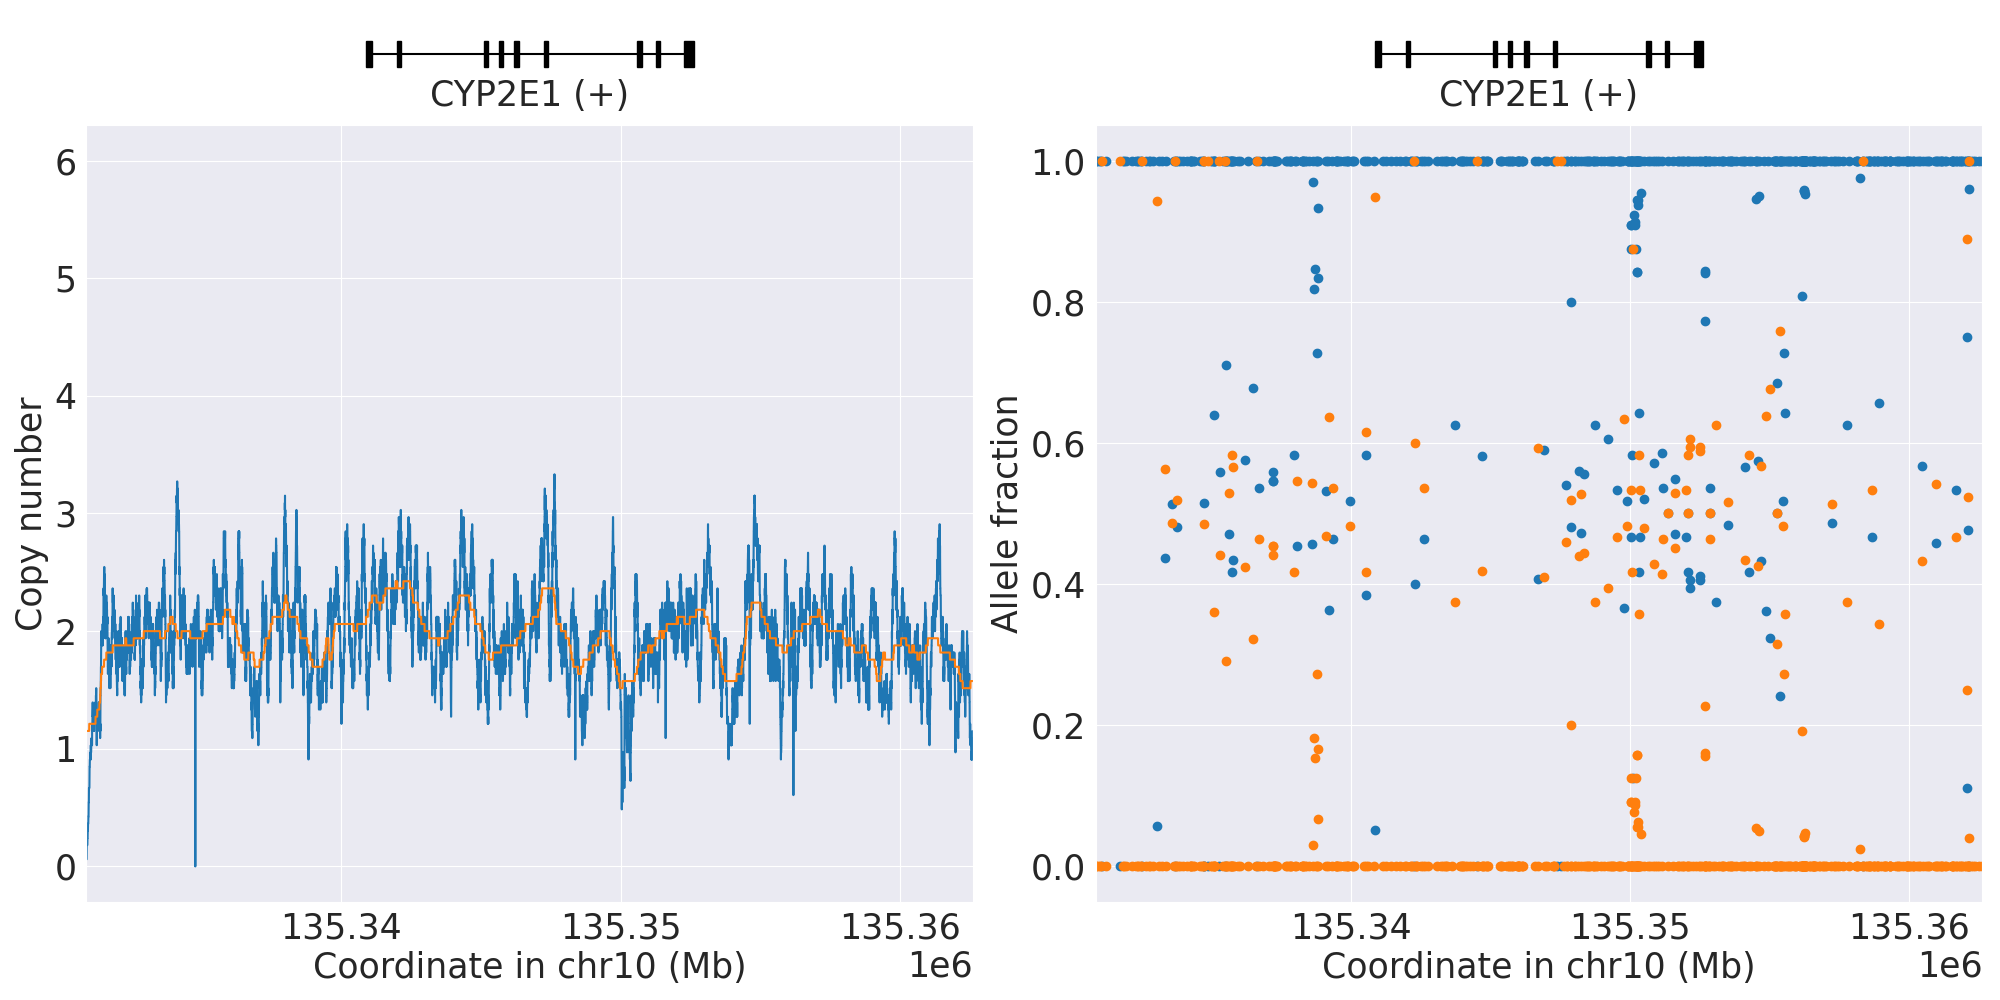 CYP2E1 (+)
Copy number
6
5
4
3
2
1
0
135.34 135.35 135.36
Coordinate in chr10 (Mb)
1e6
CYP2E1 (+)
Allele fraction
1.0
0.8
0.6
0.4
0.2
0.0
135.34 135.35 135.36
Coordinate in chr10 (Mb)
1e6